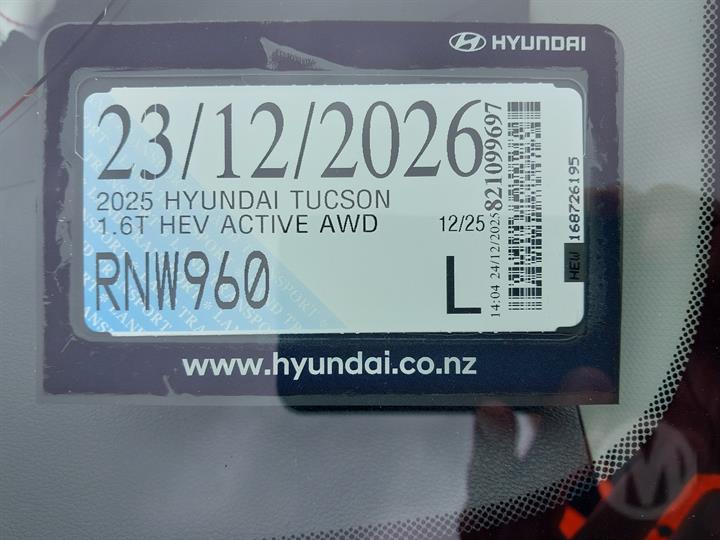 HYUNDAI
23/12/2026
2025 HYUNDAI TUCSON
1.6T HEV ACTIVE AWD
12/25
RNW960
L
821099697
14:04 24/12/2025
HEW 168726195
www.hyundai.co.nz